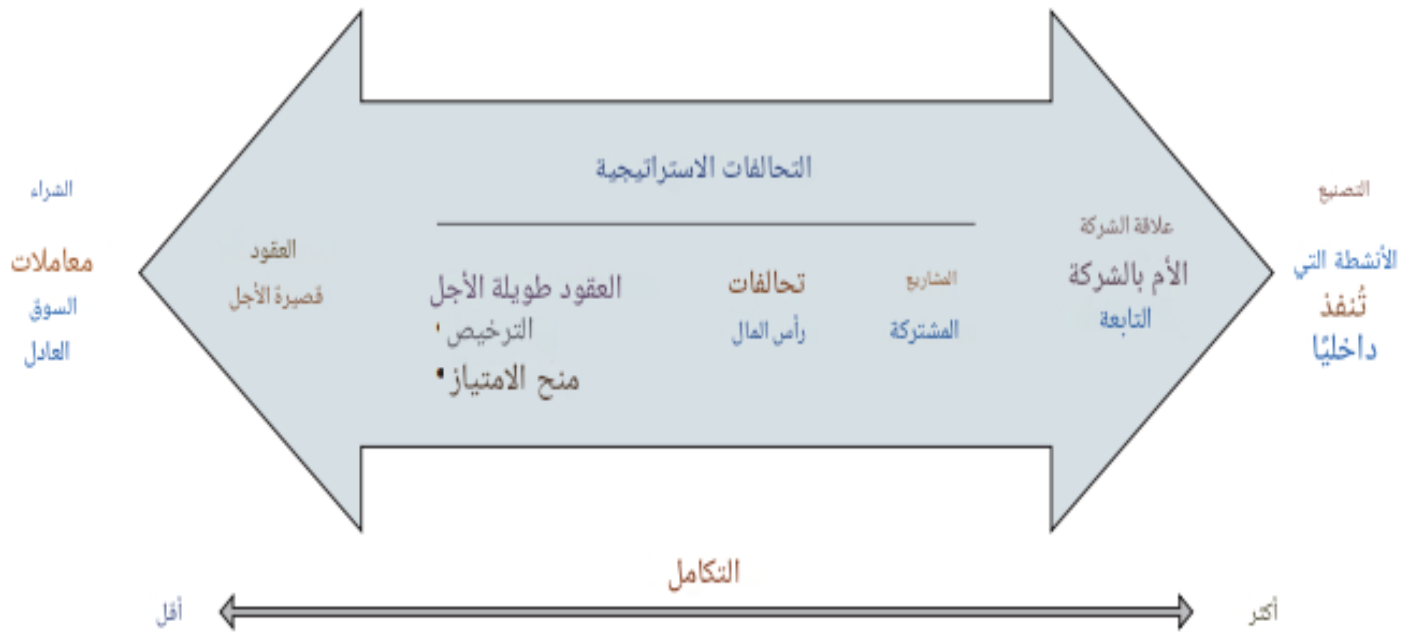 التحالفات الاستراتيجية
التصنيع
الأنشطة التي
تُنفذ
داخليًا
علاقة الشركة
الأم بالشركة
التابعة
المشاريع
المشتركة
تحالفات
رأس المال
العقود طويلة الأجل
• الترخيص
• منح الامتياز
العقود
قصيرة الأجل
الشراء
معاملات
السوق
العادل
التكامل
أكثر
أقل